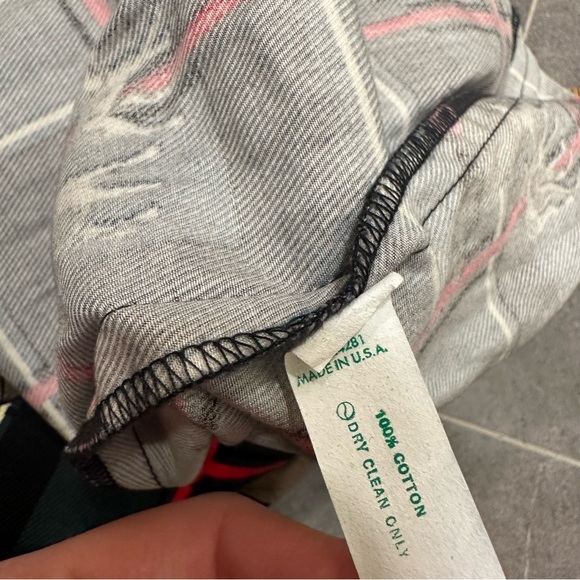 MADE IN U.S.A.
100% COTTON
DRY CLEAN ONLY